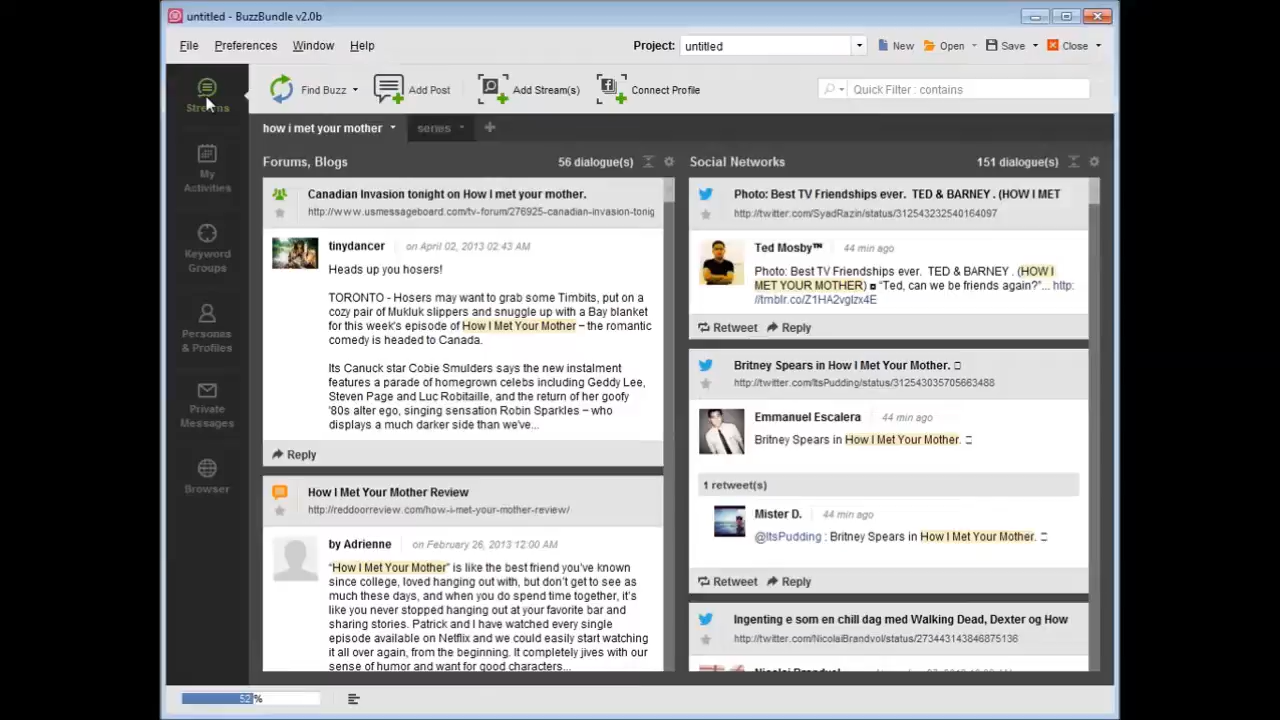 untitled - BuzzBundle v2.0b
File Preferences Window Help
Project: untitled New Open Save Close
Streams
Find Buzz Add Post Add Stream(s) Connect Profile Quick Filter : contains
how i met your mother series
My
Activities
Keyword
Groups
Personas
& Profiles
Private
Messages
Browser
Forums, Blogs 56 dialogue(s)
Canadian Invasion tonight on How I met your mother.
http://www.usmessageboard.com/tv-forum/276925-canadian-invasion-tonig
tinydancer on April 02, 2013 02:43 AM
Heads up you hosers!
TORONTO - Hosers may want to grab some Timbits, put on a
cozy pair of Mukluk slippers and snuggle up with a Bay blanket
for this week's episode of How I Met Your Mother – the romantic
comedy is headed to Canada.
Its Canuck star Cobie Smulders says the new instalment
features a parade of homegrown celebs including Geddy Lee,
Steven Page and Luc Robitaille, and the return of her goofy
'80s alter ego, singing sensation Robin Sparkles – who
displays a much darker side than we've...
Reply
How I Met Your Mother Review
http://reddoorreview.com/how-i-met-your-mother-review/
by Adrienne on February 26, 2013 12:00 AM
“How I Met Your Mother” is like the best friend you've known
since college, loved hanging out with, but don't get to see as
much these days, and when you do spend time together, it's
like you never stopped hanging out at your favorite bar and
sharing stories. Patrick and I have watched every single
episode available on Netflix and we could easily start watching
it all over again, from the beginning. It completely jives with our
sense of humor and want for good characters...
Social Networks 151 dialogue(s)
Photo: Best TV Friendships ever. TED & BARNEY . (HOW I MET
http://twitter.com/SyadRazin/status/312543232540164097
Ted Mosby™ 44 min ago
Photo: Best TV Friendships ever. TED & BARNEY . (HOW I
MET YOUR MOTHER) “Ted, can we be friends again?”... http:
//tmblr.co/Z1HA2vglzx4E
Retweet Reply
Britney Spears in How I Met Your Mother.
http://twitter.com/ItsPudding/status/312543035705663488
Emmanuel Escalera 44 min ago
Britney Spears in How I Met Your Mother.
1 retweet(s)
Mister D. 44 min ago
@ItsPudding : Britney Spears in How I Met Your Mother.
Retweet Reply
Ingenting e som en chill dag med Walking Dead, Dexter og How
http://twitter.com/NicolaiBrandvol/status/273443143846875136
52 %